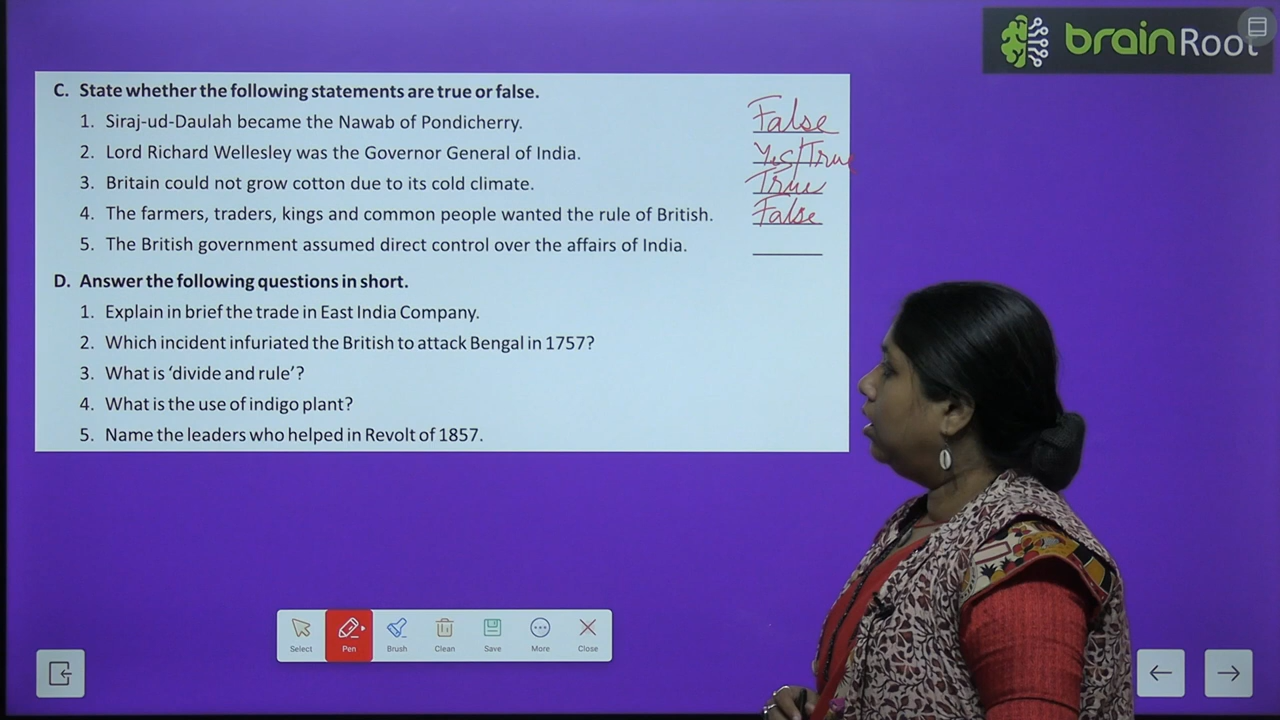 brainRoot
C. State whether the following statements are true or false.
1. Siraj-ud-Daulah became the Nawab of Pondicherry. False
2. Lord Richard Wellesley was the Governor General of India. Yes/True
3. Britain could not grow cotton due to its cold climate. True
4. The farmers, traders, kings and common people wanted the rule of British. False
5. The British government assumed direct control over the affairs of India.
D. Answer the following questions in short.
1. Explain in brief the trade in East India Company.
2. Which incident infuriated the British to attack Bengal in 1757?
3. What is ‘divide and rule’?
4. What is the use of indigo plant?
5. Name the leaders who helped in Revolt of 1857.
Select Pen Brush Clean Save More Close